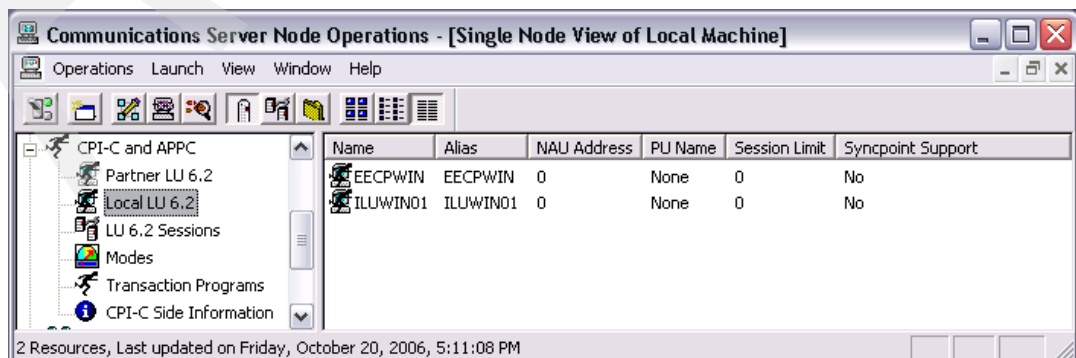 Communications Server Node Operations - [Single Node View of Local Machine]
Operations Launch View Window Help
CPI-C and APPC
Partner LU 6.2
Local LU 6.2
LU 6.2 Sessions
Modes
Transaction Programs
CPI-C Side Information
Name Alias NAU Address PU Name Session Limit Syncpoint Support
EECPWIN EECPWIN 0 None 0 No
ILUWIN01 ILUWIN01 0 None 0 No
2 Resources, Last updated on Friday, October 20, 2006, 5:11:08 PM